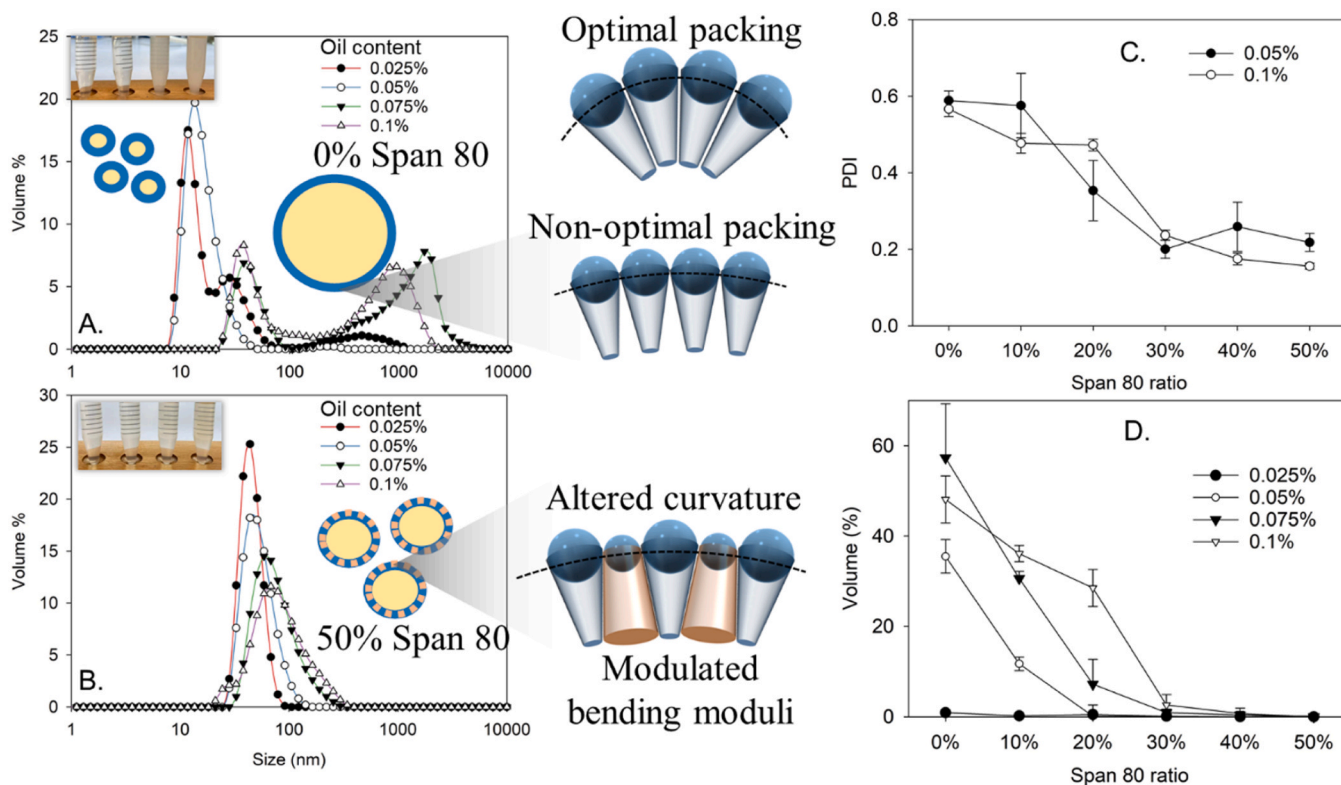 25
20
15
10
5
0
Volume %
Oil content
0.025%
0.05%
0.075%
0.1%
0% Span 80
A.
1
10
100
1000
10000
Optimal packing
Non-optimal packing
0.8
0.6
0.4
0.2
0.0
PDI
C.
0.05%
0.1%
0%
10%
20%
30%
40%
50%
Span 80 ratio
30
25
20
15
10
5
0
Volume %
Oil content
0.025%
0.05%
0.075%
0.1%
50% Span 80
B.
1
10
100
1000
10000
Size (nm)
Altered curvature
Modulated
bending moduli
60
40
20
0
Volume (%)
D.
0.025%
0.05%
0.075%
0.1%
0%
10%
20%
30%
40%
50%
Span 80 ratio